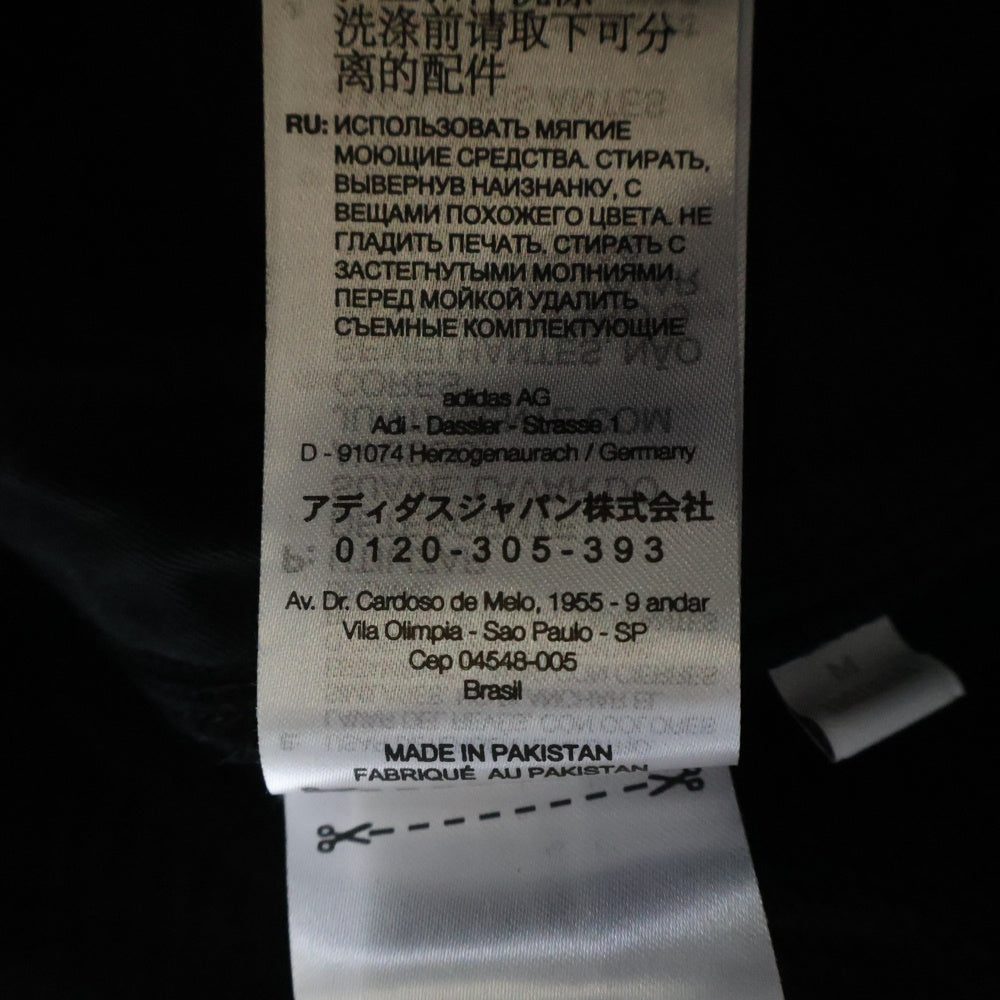 洗涤前请取下可分
离的配件
RU: ИСПОЛЬЗОВАТЬ МЯГКИЕ
МОЮЩИЕ СРЕДСТВА. СТИРАТЬ,
ВЫВЕРНУВ НАИЗНАНКУ, С
ВЕЩАМИ ПОХОЖЕГО ЦВЕТА. НЕ
ГЛАДИТЬ ПЕЧАТЬ. СТИРАТЬ С
ЗАСТЕГНУТЫМИ МОЛНИЯМИ.
ПЕРЕД МОЙКОЙ УДАЛИТЬ
СЪЕМНЫЕ КОМПЛЕКТУЮЩИЕ
adidas AG
Adi - Dassler - Strasse 1
D - 91074 Herzogenaurach / Germany
アディダスジャパン株式会社
0120-305-393
Av. Dr. Cardoso de Melo, 1955 - 9 andar
Vila Olimpia - Sao Paulo - SP
Cep 04548-005
Brasil
MADE IN PAKISTAN
FABRIQUÉ AU PAKISTAN
M